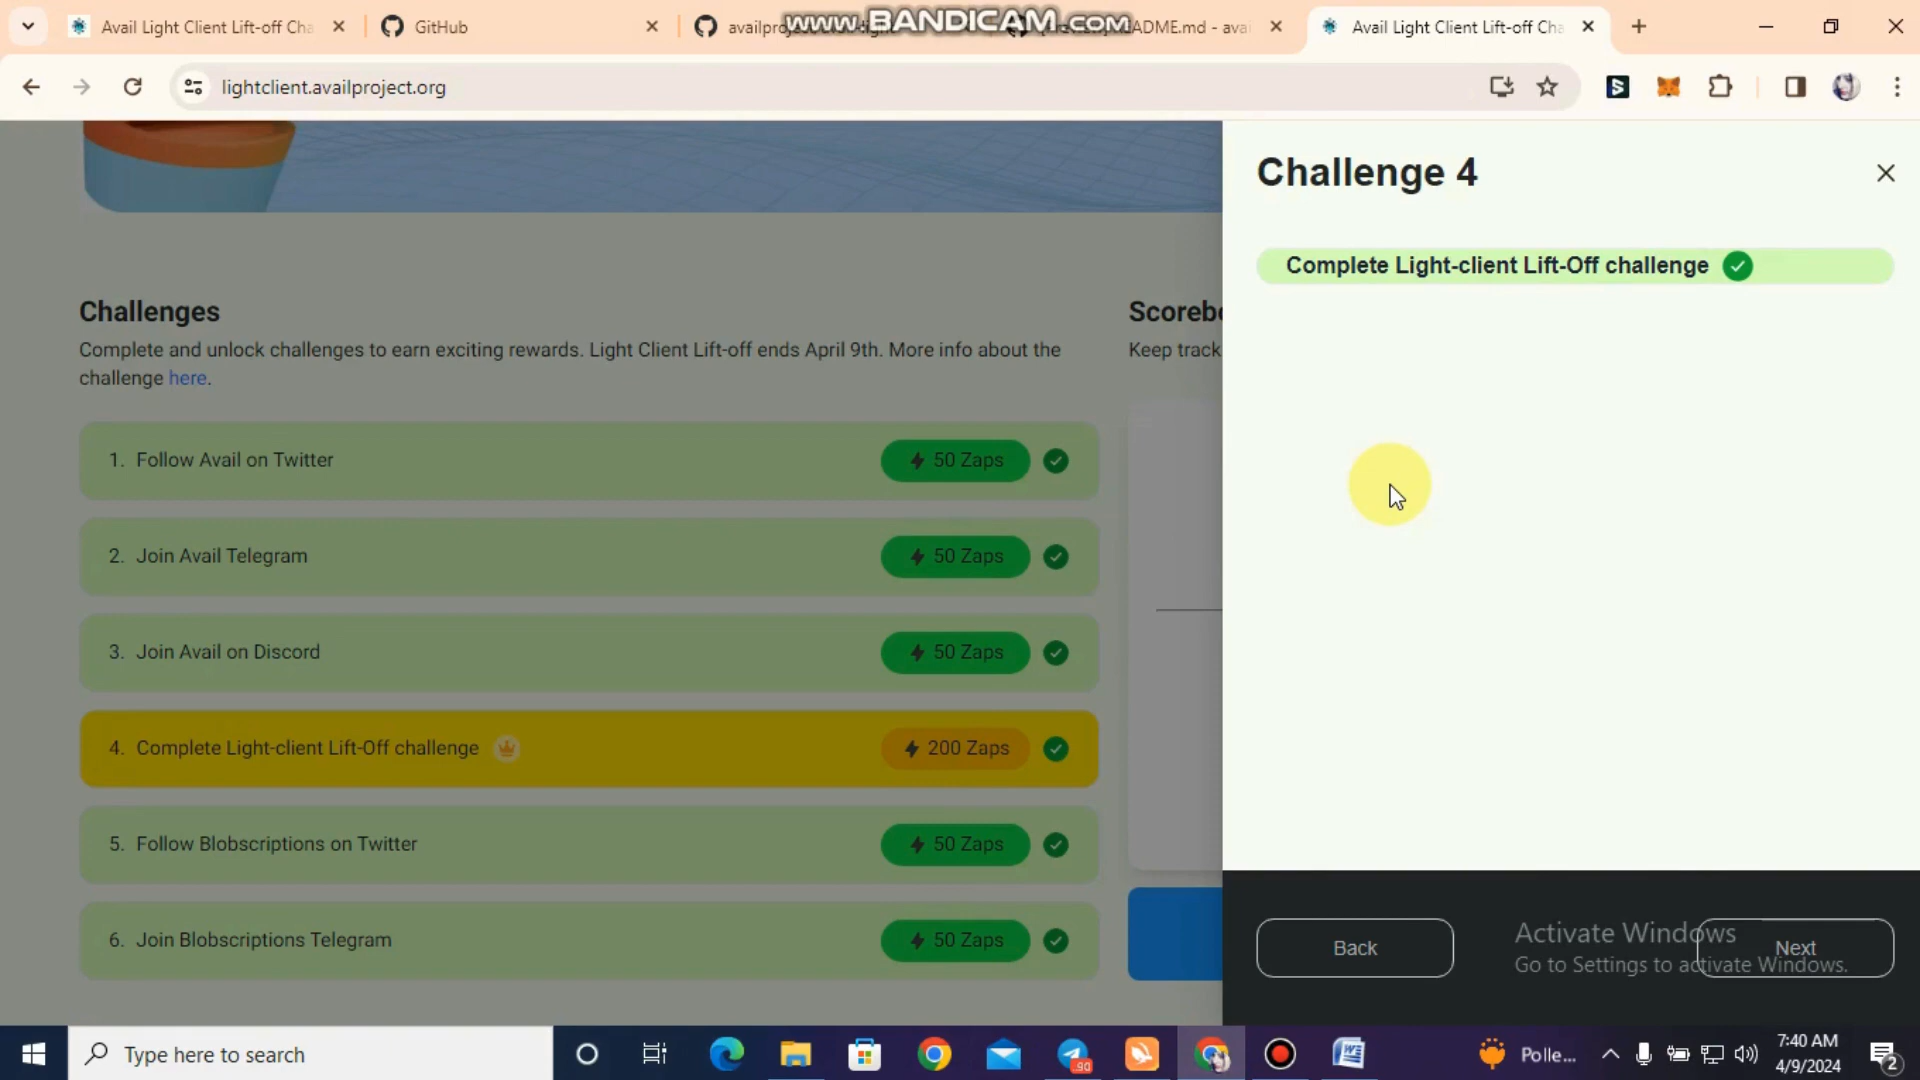 Avail Light Client Lift-off Cha
GitHub
www.BANDICAM.com
README.md - avai
Avail Light Client Lift-off Cha
lightclient.availproject.org
Challenges
Complete and unlock challenges to earn exciting rewards. Light Client Lift-off ends April 9th. More info about the
challenge here.
1. Follow Avail on Twitter
50 Zaps
2. Join Avail Telegram
50 Zaps
3. Join Avail on Discord
50 Zaps
4. Complete Light-client Lift-Off challenge
200 Zaps
5. Follow Blobscriptions on Twitter
50 Zaps
6. Join Blobscriptions Telegram
50 Zaps
Scorebo
Keep track
Challenge 4
Complete Light-client Lift-Off challenge
Back
Next
Activate Windows
Go to Settings to activate Windows.
Type here to search
90
Polle...
7:40 AM
4/9/2024
2